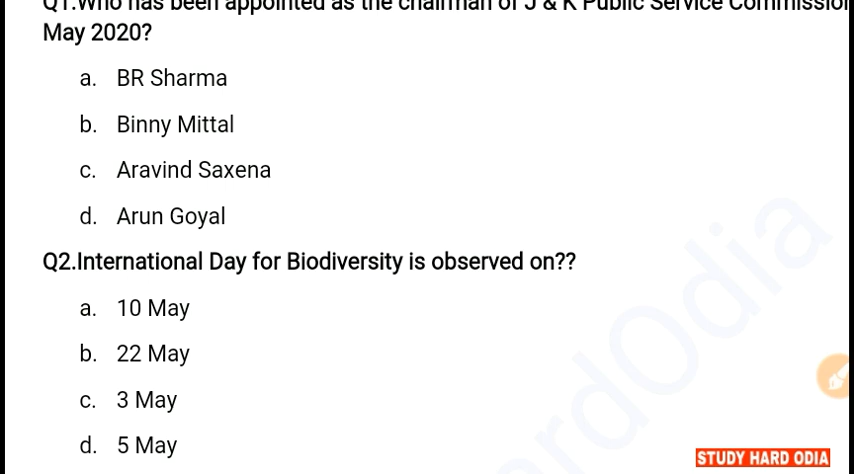 Q1.Who has been appointed as the chairman of J & K Public Service Commission
May 2020?
a. BR Sharma
b. Binny Mittal
c. Aravind Saxena
d. Arun Goyal
Q2.International Day for Biodiversity is observed on??
a. 10 May
b. 22 May
c. 3 May
d. 5 May
rdOdia
STUDY HARD ODIA